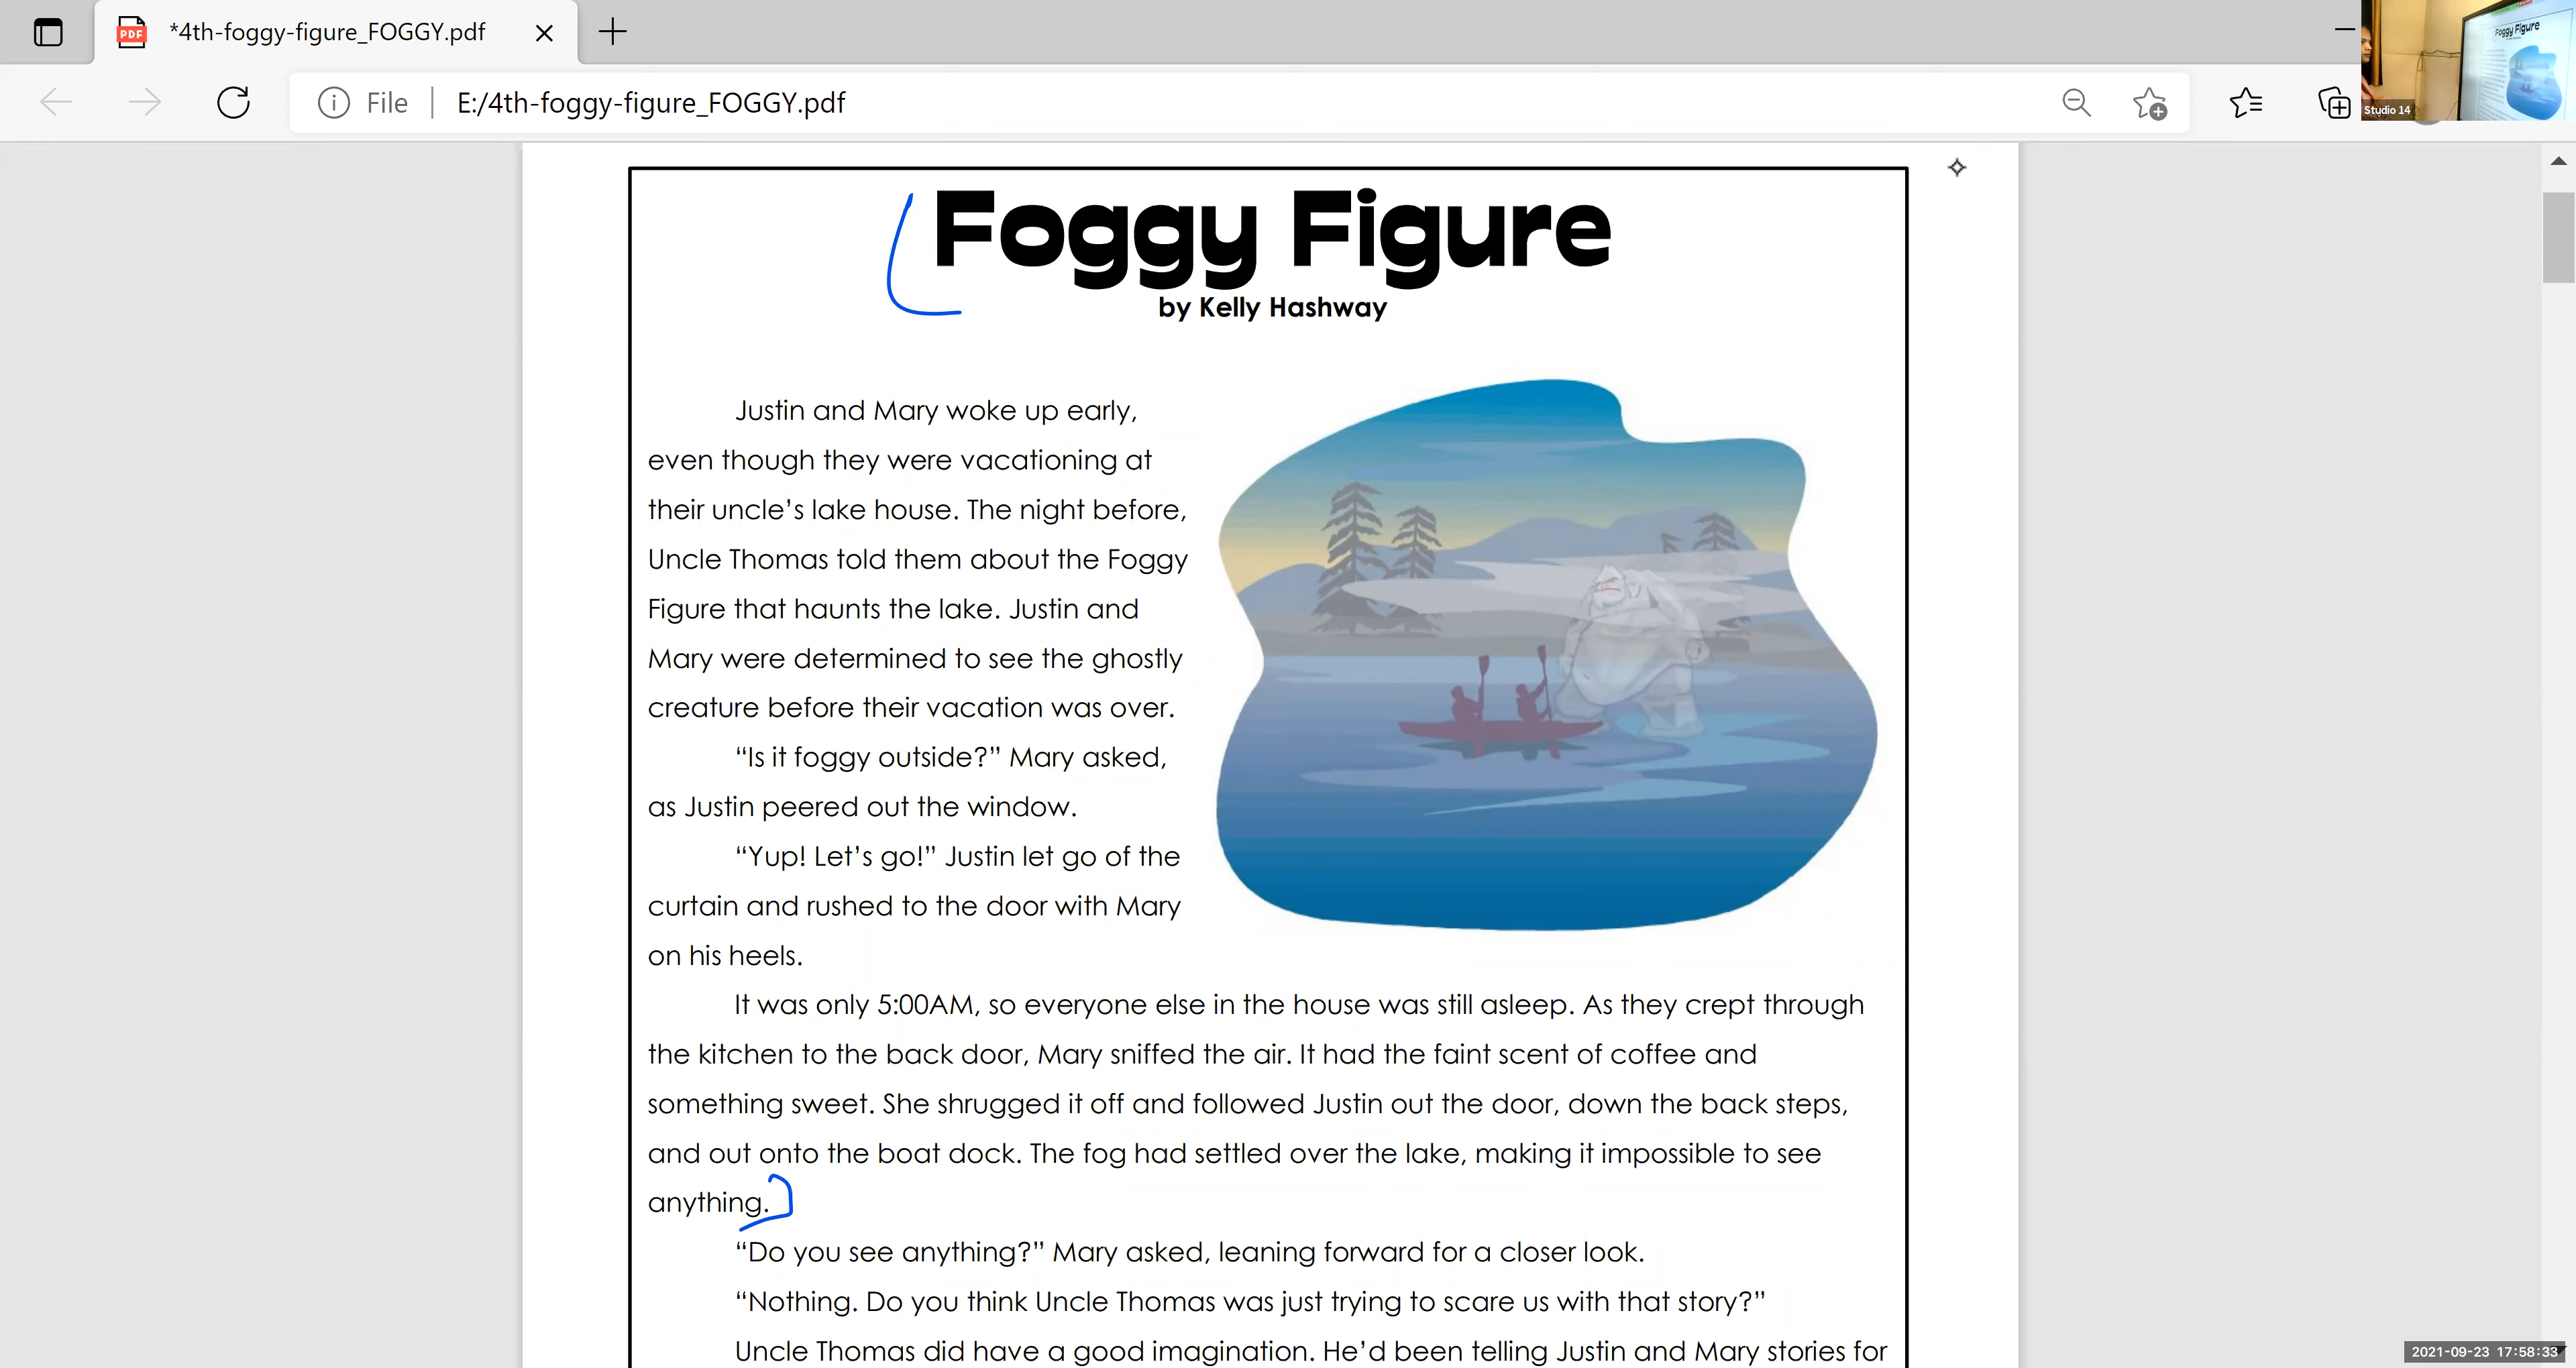 *4th-foggy-figure_FOGGY.pdf
File
E:/4th-foggy-figure_FOGGY.pdf
Foggy Figure
Studio 14
Foggy Figure
by Kelly Hashway
Justin and Mary woke up early,
even though they were vacationing at
their uncle’s lake house. The night before,
Uncle Thomas told them about the Foggy
Figure that haunts the lake. Justin and
Mary were determined to see the ghostly
creature before their vacation was over.
“Is it foggy outside?” Mary asked,
as Justin peered out the window.
“Yup! Let’s go!” Justin let go of the
curtain and rushed to the door with Mary
on his heels.
It was only 5:00AM, so everyone else in the house was still asleep. As they crept through
the kitchen to the back door, Mary sniffed the air. It had the faint scent of coffee and
something sweet. She shrugged it off and followed Justin out the door, down the back steps,
and out onto the boat dock. The fog had settled over the lake, making it impossible to see
anything.
“Do you see anything?” Mary asked, leaning forward for a closer look.
“Nothing. Do you think Uncle Thomas was just trying to scare us with that story?”
Uncle Thomas did have a good imagination. He’d been telling Justin and Mary stories for
2021-09-23 17:58:33